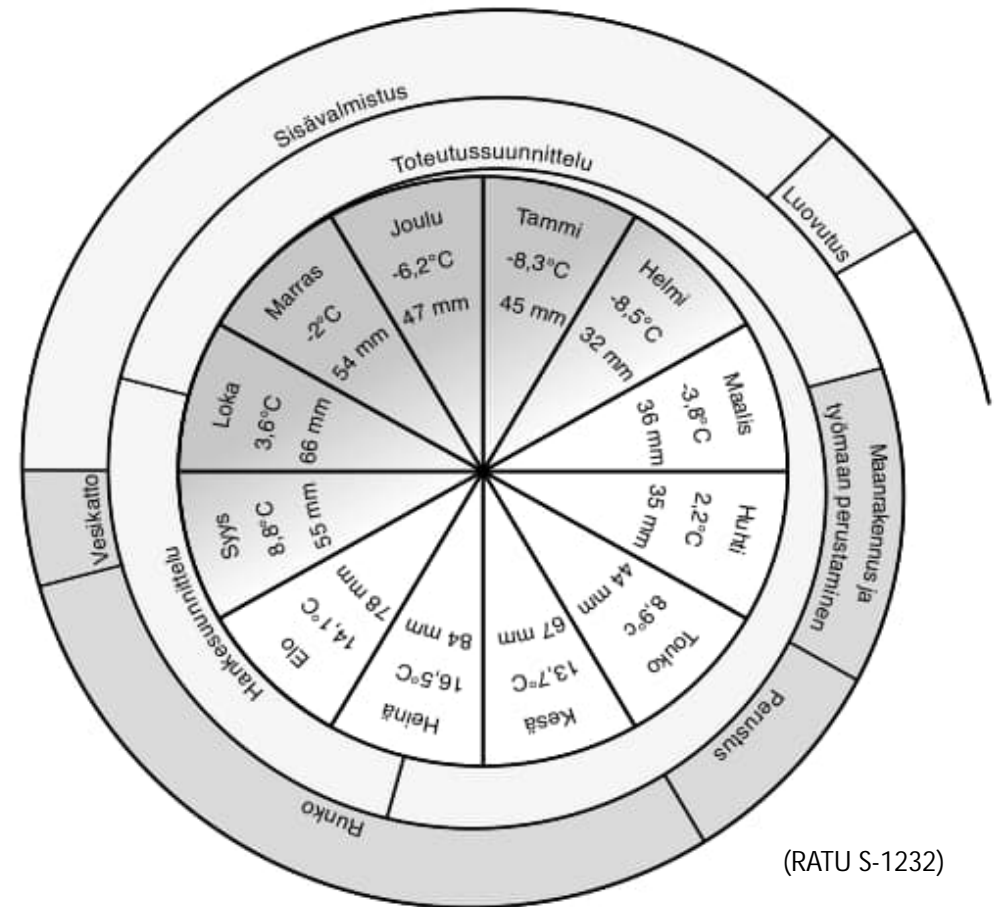 Sisävalmistus
Luovutus
Toteutussuunnittelu
Maanrakennus ja
työmaan perustaminen
Perustus
Runko
Vesikatto
Hankesuunnittelu
Tammi
-8,3°C
45 mm
Helmi
-8,5°C
32 mm
Maalis
-3,8°C
36 mm
Huhti
2,2°C
35 mm
Touko
8,9°c
44 mm
Kesä
13,7°C
67 mm
Heinä
16,5°C
84 mm
Elo
14,1°C
78 mm
Syys
8,8°C
55 mm
Loka
3,6°C
66 mm
Marras
-2°C
54 mm
Joulu
-6,2°C
47 mm
(RATU S-1232)